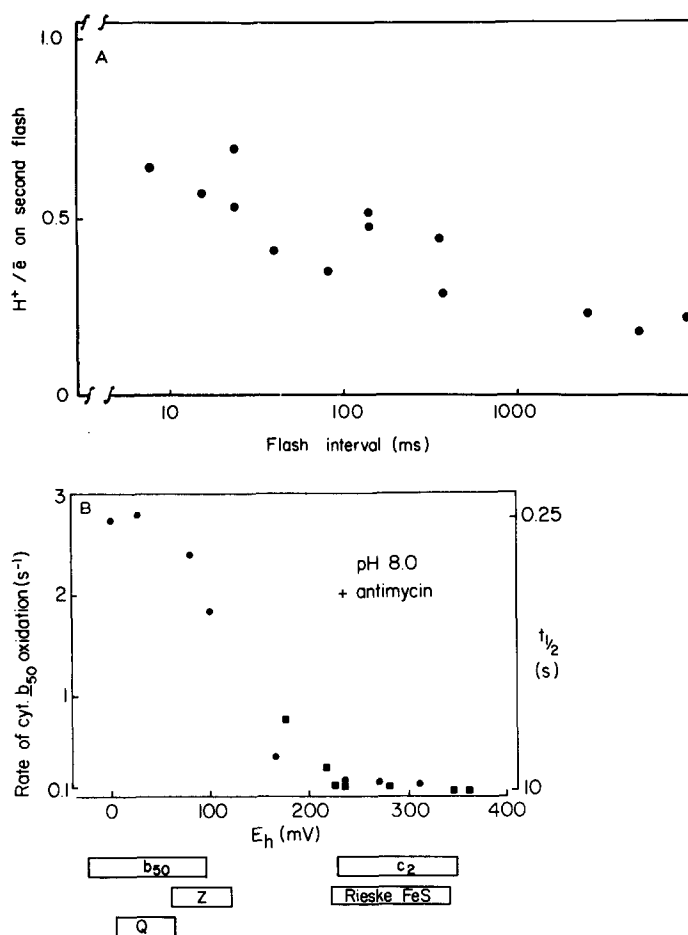 1.0
A
0.5
0
H⁺/ē on second flash
10
100
1000
Flash interval (ms)
3
B
2
1
0.1
Rate of cyt. b₅₀ oxidation (s⁻¹)
pH 8.0
+ antimycin
0.25
t½
(s)
10
0
100
200
300
400
Eₕ (mV)
b₅₀
c₂
Z
Rieske FeS
Q